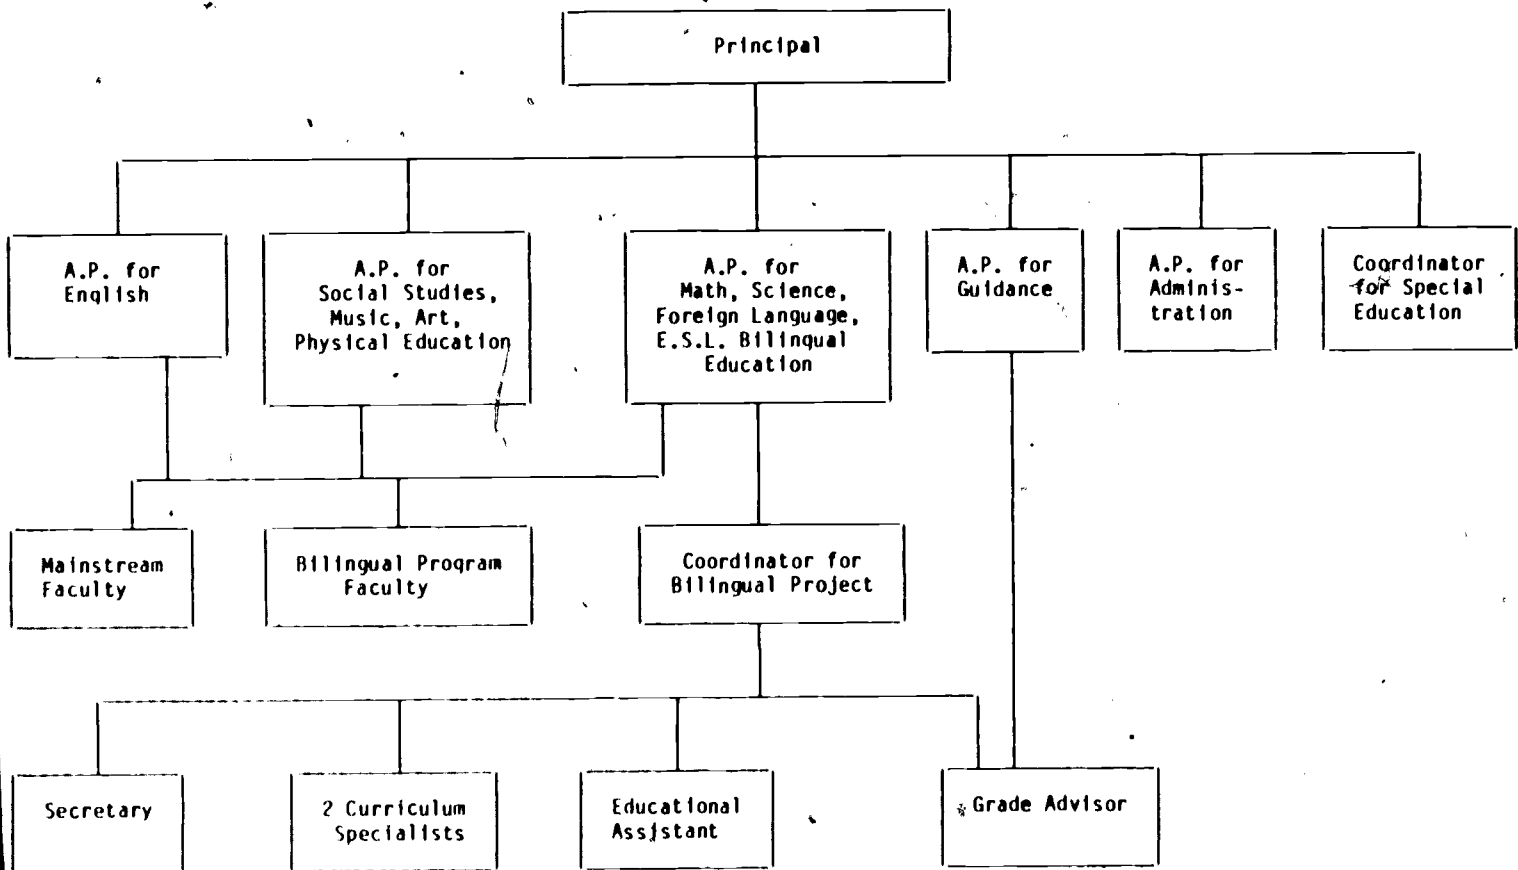 Principal
A.P. for
English
A.P. for
Social Studies,
Music, Art,
Physical Education
A.P. for
Math, Science,
Foreign Language,
E.S.L. Bilingual
Education
A.P. for
Guidance
A.P. for
Adminis-
tration
Coordinator
for Special
Education
Mainstream
Faculty
Bilingual Program
Faculty
Coordinator for
Bilingual Project
Secretary
2 Curriculum
Specialists
Educational
Assistant
Grade Advisor